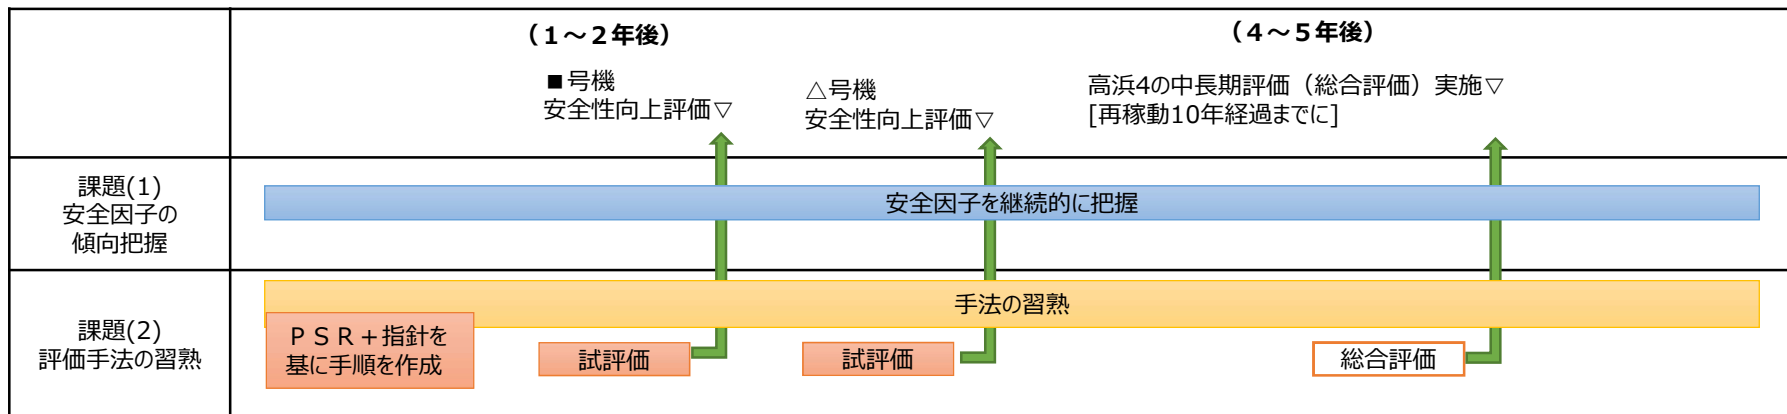 （１～２年後）
（４～５年後）
■号機
安全性向上評価▽
△号機
安全性向上評価▽
高浜4の中長期評価（総合評価）実施▽
[再稼動10年経過までに]
課題(1)
安全因子の
傾向把握
安全因子を継続的に把握
課題(2)
評価手法の習熟
手法の習熟
ＰＳＲ＋指針を
基に手順を作成
試評価
試評価
総合評価